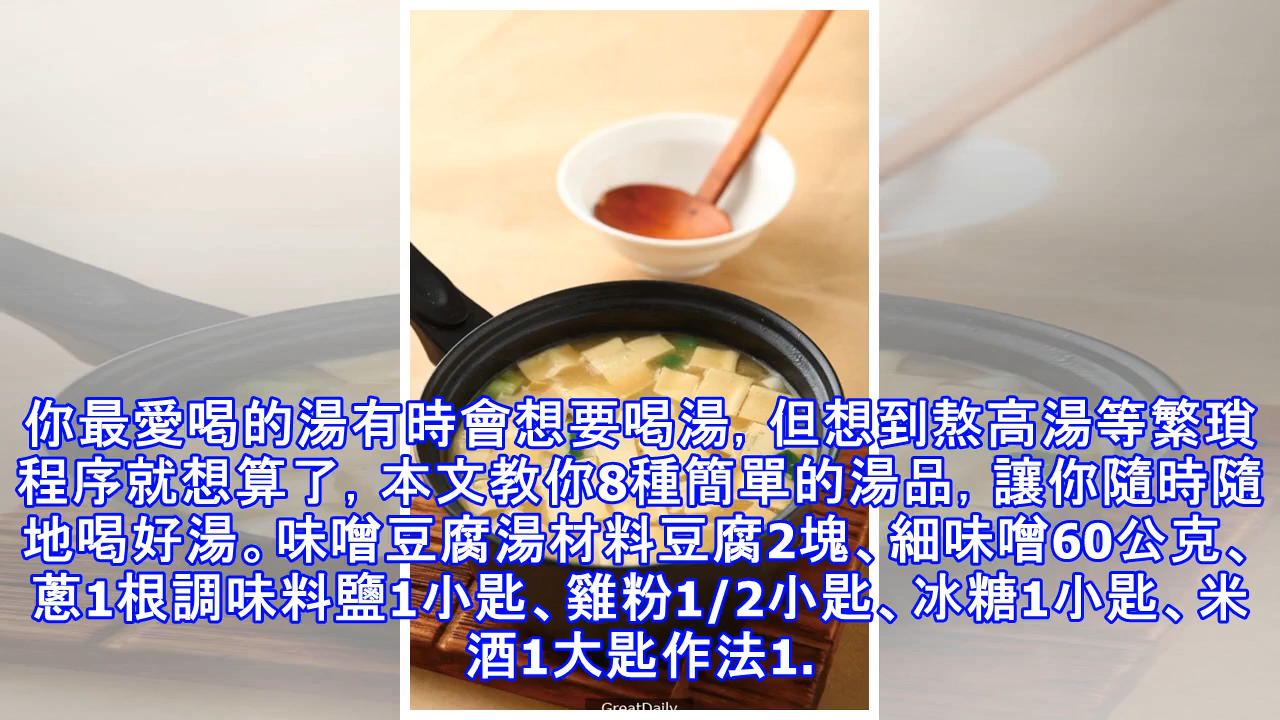 你最愛喝的湯有時會想要喝湯, 但想到熬高湯等繁瑣
程序就想算了, 本文教你8種簡單的湯品, 讓你隨時隨
地喝好湯。味噌豆腐湯材料豆腐2塊、細味噌60公克、
蔥1根調味料鹽1小匙、雞粉1/2小匙、冰糖1小匙、米
酒1大匙作法1.
GreatDaily